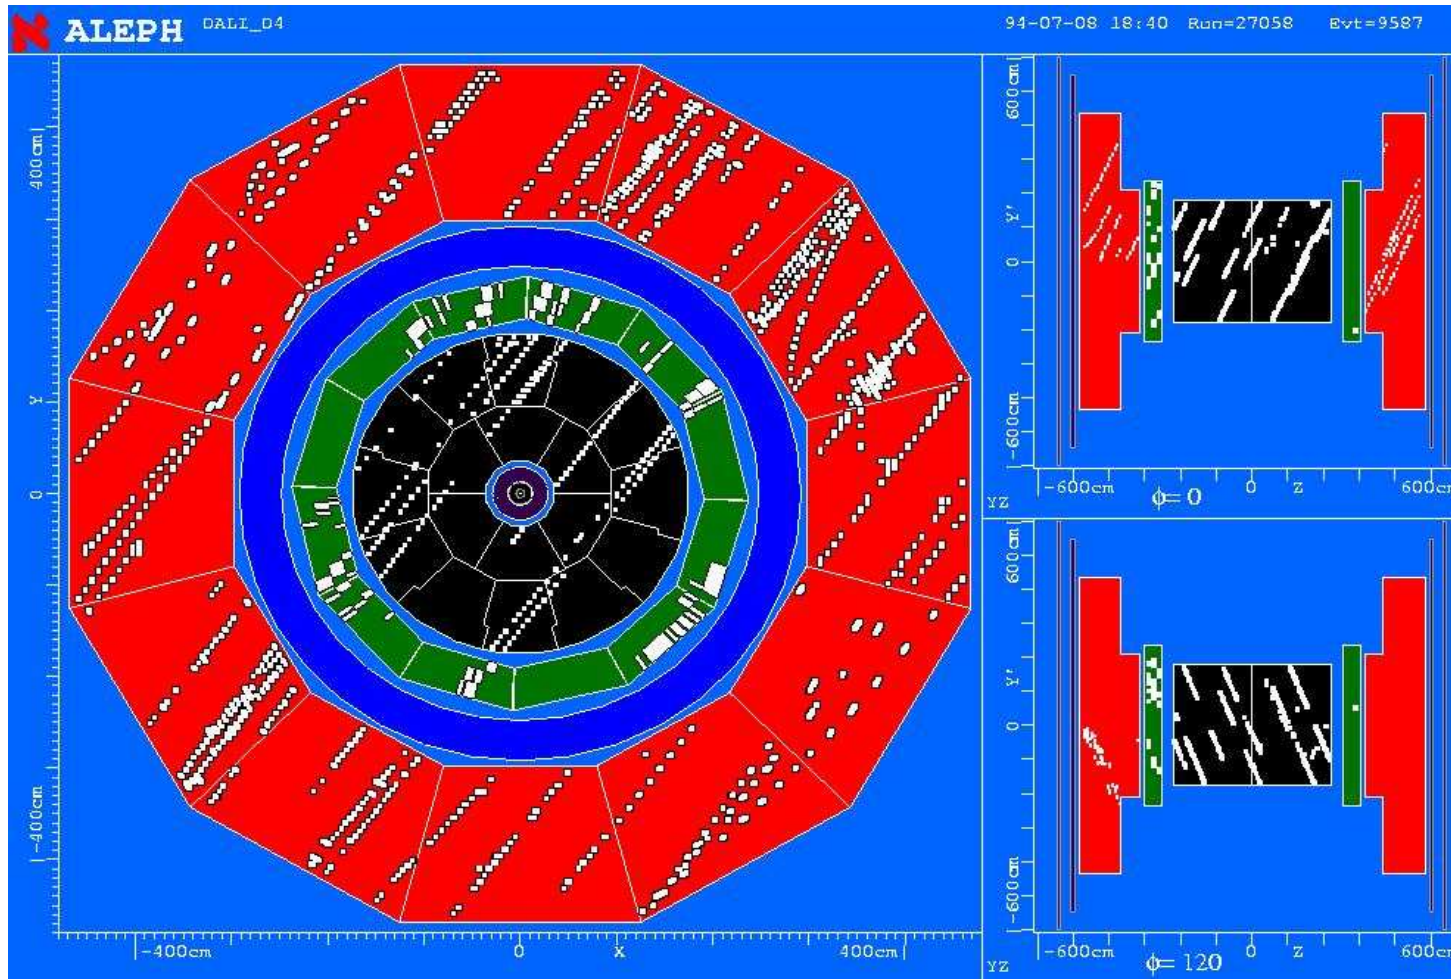 ALEPH DALI_D4 94-07-08 18:40 Run=27058 Evt=9587
400cm|
Y
0
|-400cm
|-400cm 0 X 400cm|
600cm|
Y'
0
|-600cm
YZ |-600cm 0 Z 600cm
φ= 0
600cm|
Y'
0
|-600cm
YZ |-600cm 0 Z 600cm
φ= 120